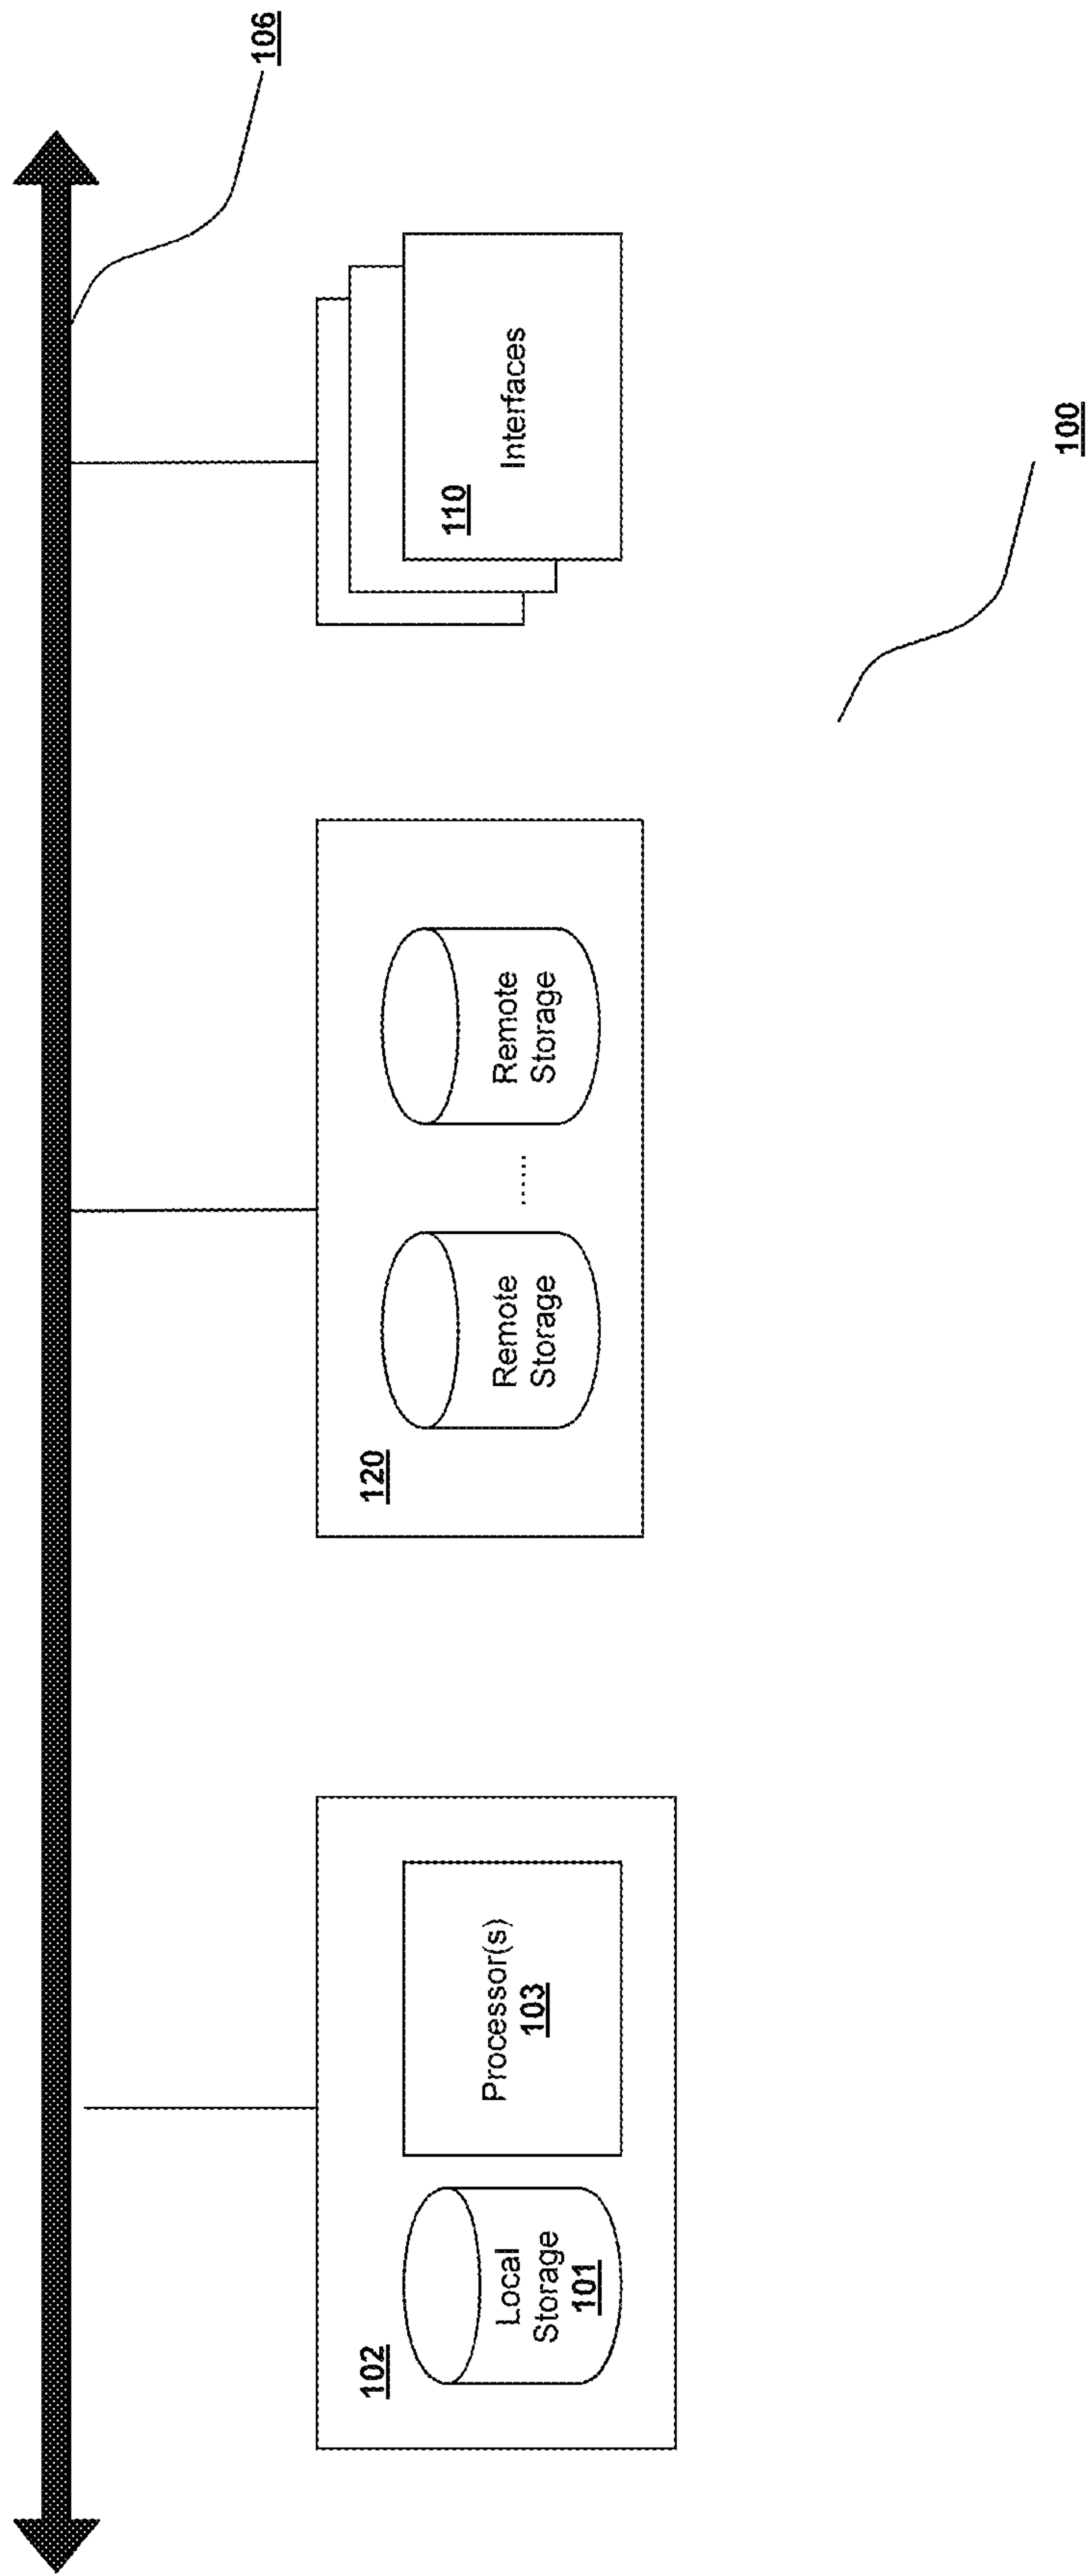 106
102
Local
Storage
101
Processor(s)
103
120
Remote
Storage
......
Remote
Storage
110
Interfaces
100